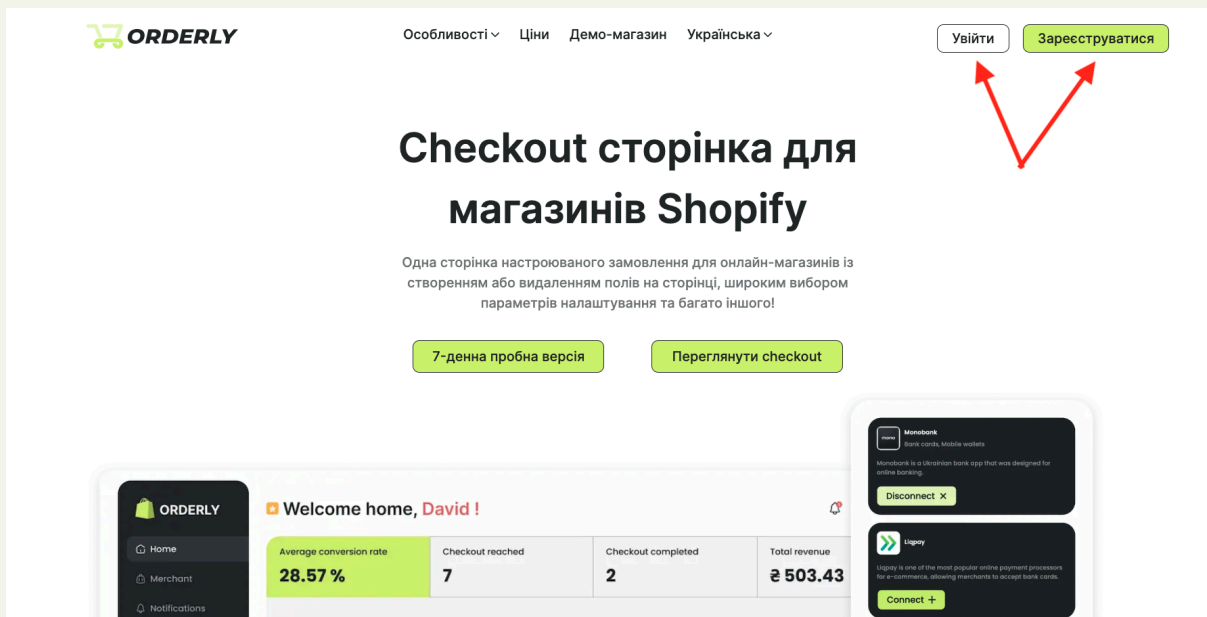 ORDERLY
Особливості Ціни Демо-магазин Українська
Увійти Зареєструватися
Checkout сторінка для
магазинів Shopify
Одна сторінка настроюваного замовлення для онлайн-магазинів із
створенням або видаленням полів на сторінці, широким вибором
параметрів налаштування та багато іншого!
7-денна пробна версія Переглянути checkout
ORDERLY
Home
Merchant
Notifications
Welcome home, David !
Average conversion rate
28.57 %
Checkout reached
7
Checkout completed
2
Total revenue
₴ 503.43
mono
Monobank
Bank cards, Mobile wallets
Monobank is a Ukrainian bank app that was designed for
online banking.
Disconnect
Liqpay
Liqpay is one of the most popular online payment processors
for e-commerce, allowing merchants to accept bank cards.
Connect